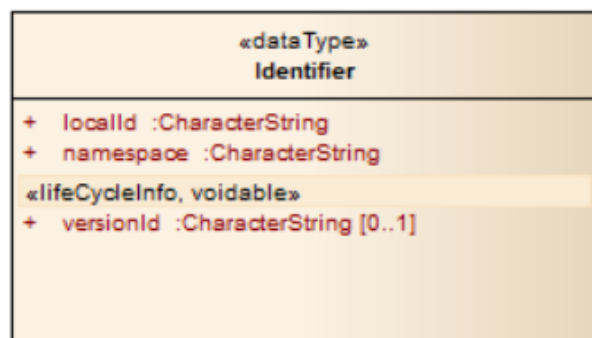 «dataType»
Identifier
+ localId :CharacterString
+ namespace :CharacterString
«lifeCycleInfo, voidable»
+ versionId :CharacterString [0..1]